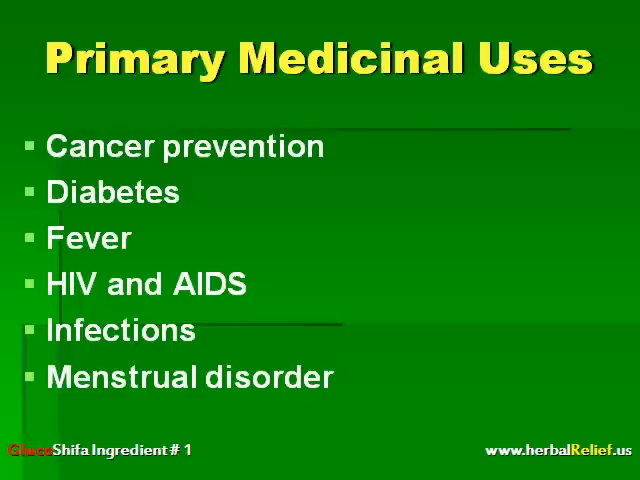 Primary Medicinal Uses
Cancer prevention
Diabetes
Fever
HIV and AIDS
Infections
Menstrual disorder
GlucoShifa Ingredient # 1
www.herbalRelief.us